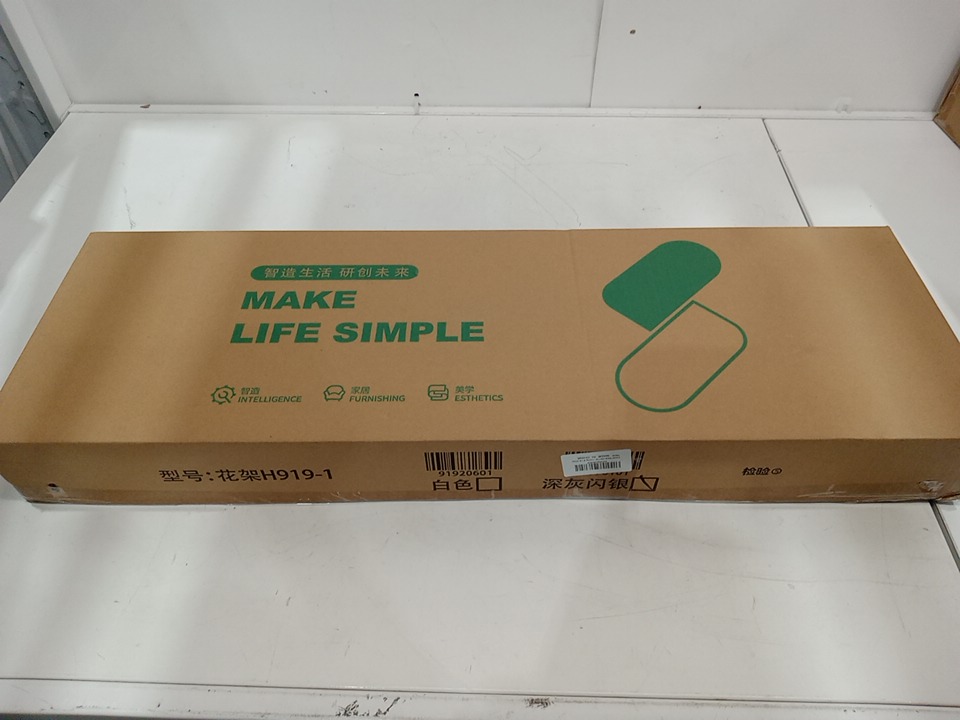 智造生活 研创未来
MAKE
LIFE SIMPLE
智造
INTELLIGENCE
家居
FURNISHING
美学
ESTHETICS
型号:花架H919-1
91920601
白色
深灰闪银
检验